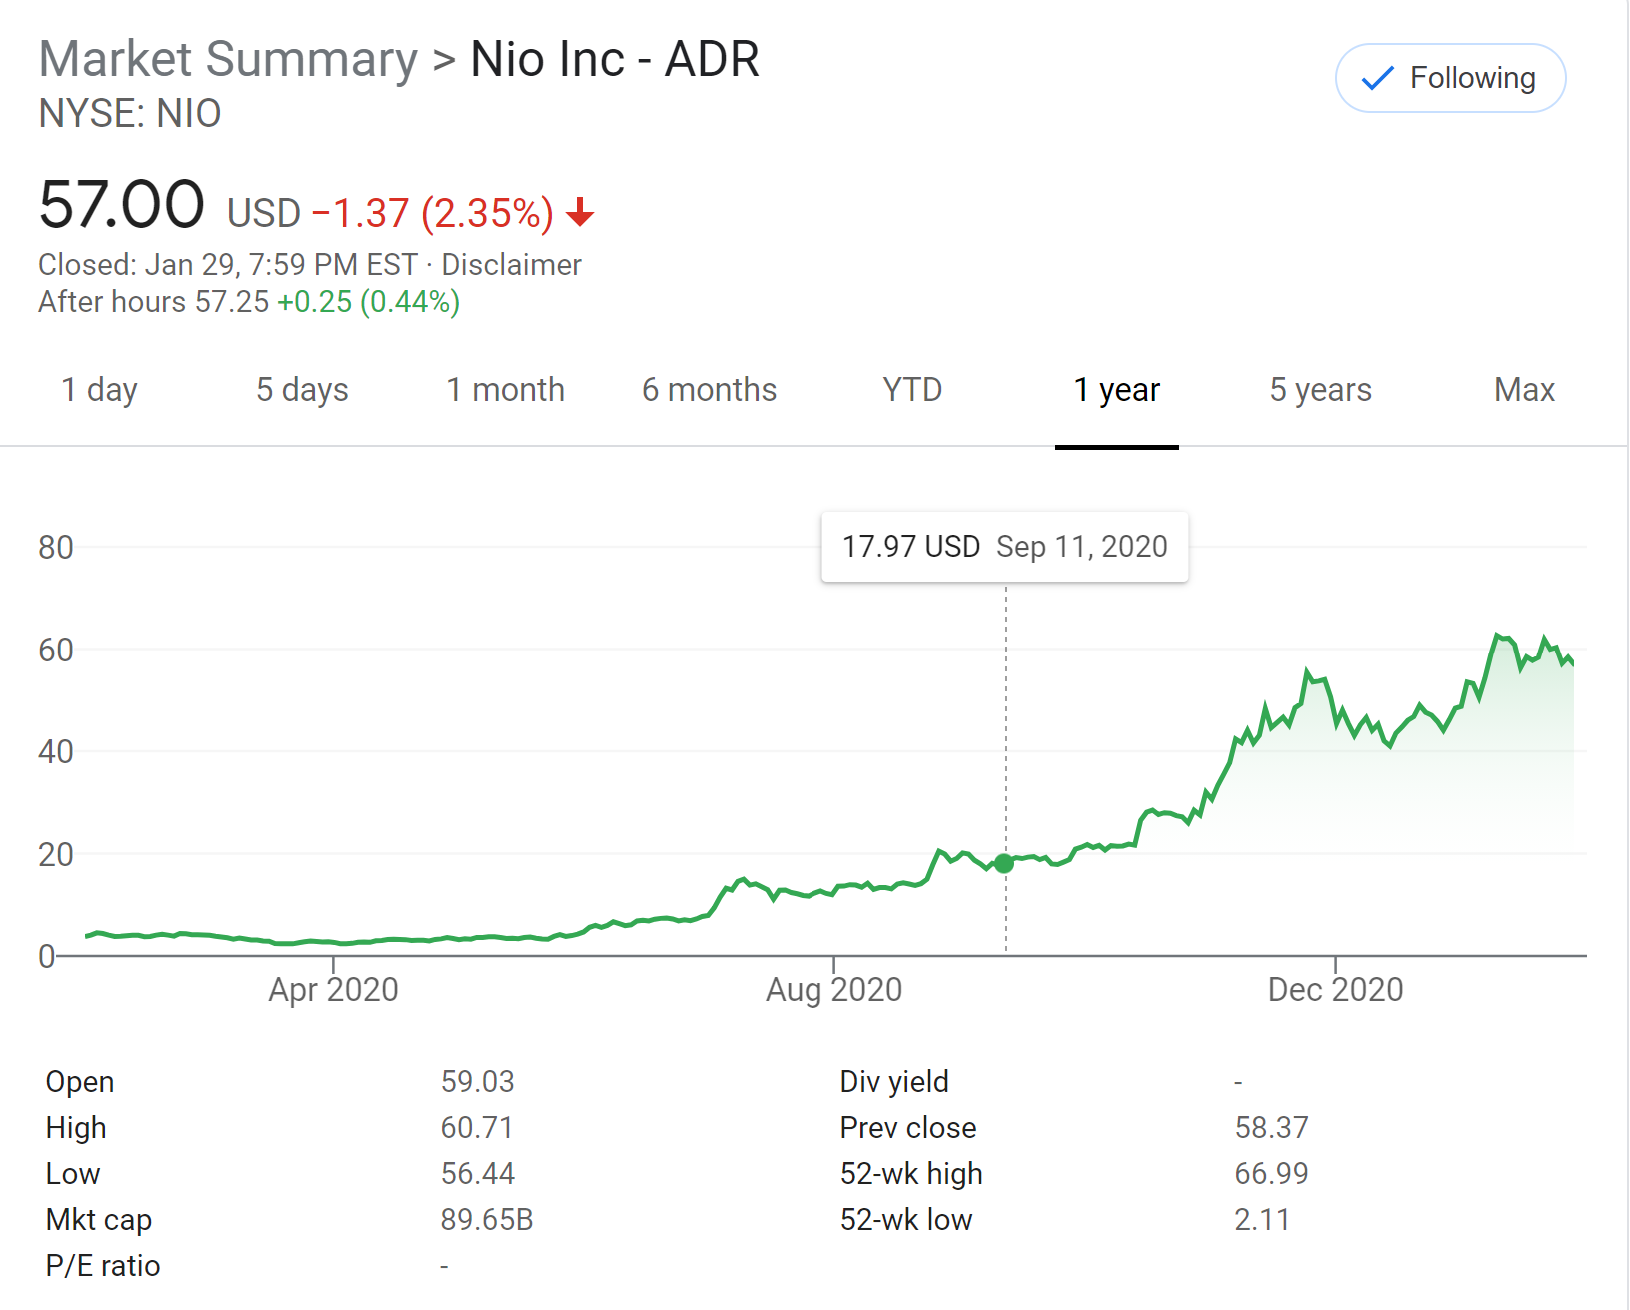 Market Summary > Nio Inc - ADR
NYSE: NIO
Following
57.00 USD −1.37 (2.35%)
Closed: Jan 29, 7:59 PM EST · Disclaimer
After hours 57.25 +0.25 (0.44%)
1 day 5 days 1 month 6 months YTD 1 year 5 years Max
17.97 USD Sep 11, 2020
80
60
40
20
0
Apr 2020 Aug 2020 Dec 2020
Open 59.03 Div yield -
High 60.71 Prev close 58.37
Low 56.44 52-wk high 66.99
Mkt cap 89.65B 52-wk low 2.11
P/E ratio -